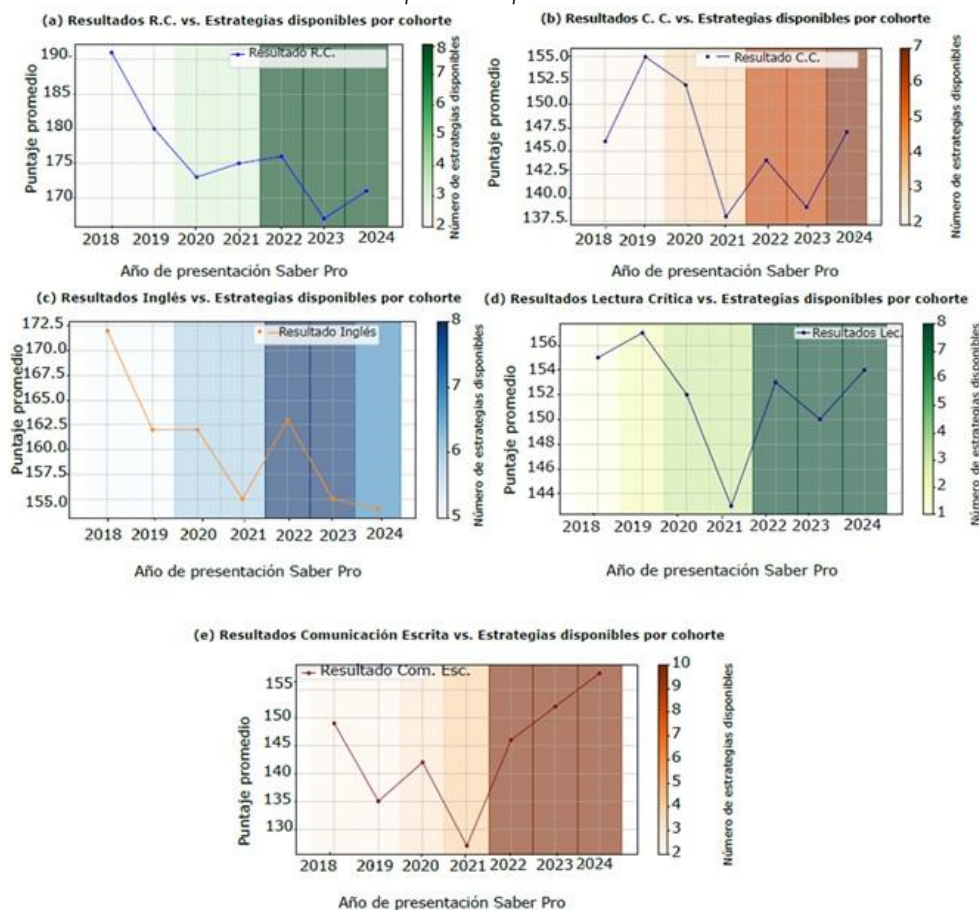 (a) Resultados R.C. vs. Estrategias disponibles por cohorte
Resultado R.C.
Puntaje promedio
190.
185
180
175
170
2018 2019 2020 2021 2022 2023 2024
Año de presentación Saber Pro
8
7
6
5
4
3
2
Número de estrategias disponibles
(b) Resultados C. C. vs. Estrategias disponibles por cohorte
Resultado C.C.
Puntaje promedio
155.0
152.5
150.0
147.5
145.0
142.5
140.0
137.5
2018 2019 2020 2021 2022 2023 2024
Año de presentación Saber Pro
7
6
5
4
3
2
Número de estrategias disponibles
(c) Resultados Inglés vs. Estrategias disponibles por cohorte
Resultado Inglés
Puntaje promedio
172.5
170.0
167.5
165.0
162.5
160.0
157.5
155.0
2018 2019 2020 2021 2022 2023 2024
Año de presentación Saber Pro
8
7
6
5
Número de estrategias disponibles
(d) Resultados Lectura Crítica vs. Estrategias disponibles por cohorte
Resultados Lec.
Puntaje promedio
156
154
152
150
148
146
144
2018 2019 2020 2021 2022 2023 2024
Año de presentación Saber Pro
8
7
6
5
4
3
2
1
Número de estrategias disponibles
(e) Resultados Comunicación Escrita vs. Estrategias disponibles por cohorte
Resultado Com. Esc.
Puntaje promedio
155
150
145
140
135
130
2018 2019 2020 2021 2022 2023 2024
Año de presentación Saber Pro
10
9
8
7
6
5
4
3
2
Número de estrategias disponibles